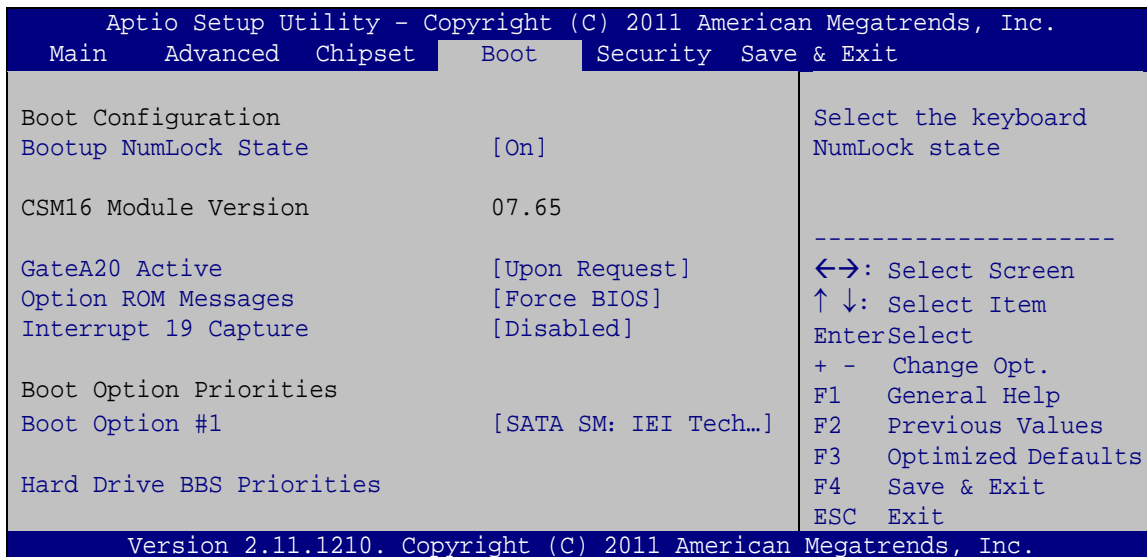 Aptio Setup Utility – Copyright (C) 2011 American Megatrends, Inc.
Main Advanced Chipset Boot Security Save & Exit
Boot Configuration
Bootup NumLock State [On]
CSM16 Module Version 07.65
GateA20 Active [Upon Request]
Option ROM Messages [Force BIOS]
Interrupt 19 Capture [Disabled]
Boot Option Priorities
Boot Option #1 [SATA SM: IEI Tech…]
Hard Drive BBS Priorities
Select the keyboard
NumLock state
---------------------
←→: Select Screen
↑ ↓: Select Item
EnterSelect
+ - Change Opt.
F1 General Help
F2 Previous Values
F3 Optimized Defaults
F4 Save & Exit
ESC Exit
Version 2.11.1210. Copyright (C) 2011 American Megatrends, Inc.